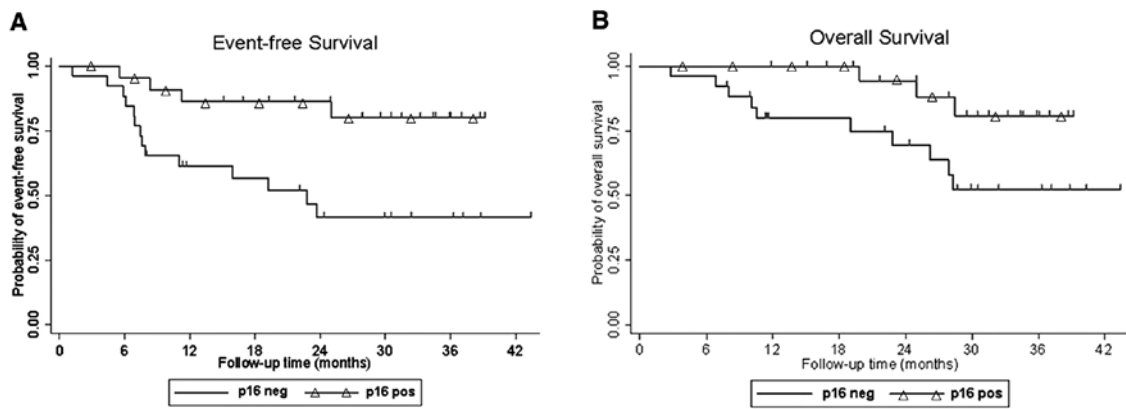 A
Event-free Survival
Probability of event-free survival
1.00
0.75
0.50
0.25
0.00
0 6 12 18 24 30 36 42
Follow-up time (months)
p16 neg p16 pos
B
Overall Survival
Probability of overall survival
1.00
0.75
0.50
0.25
0.00
0 6 12 18 24 30 36 42
Follow-up time (months)
p16 neg p16 pos